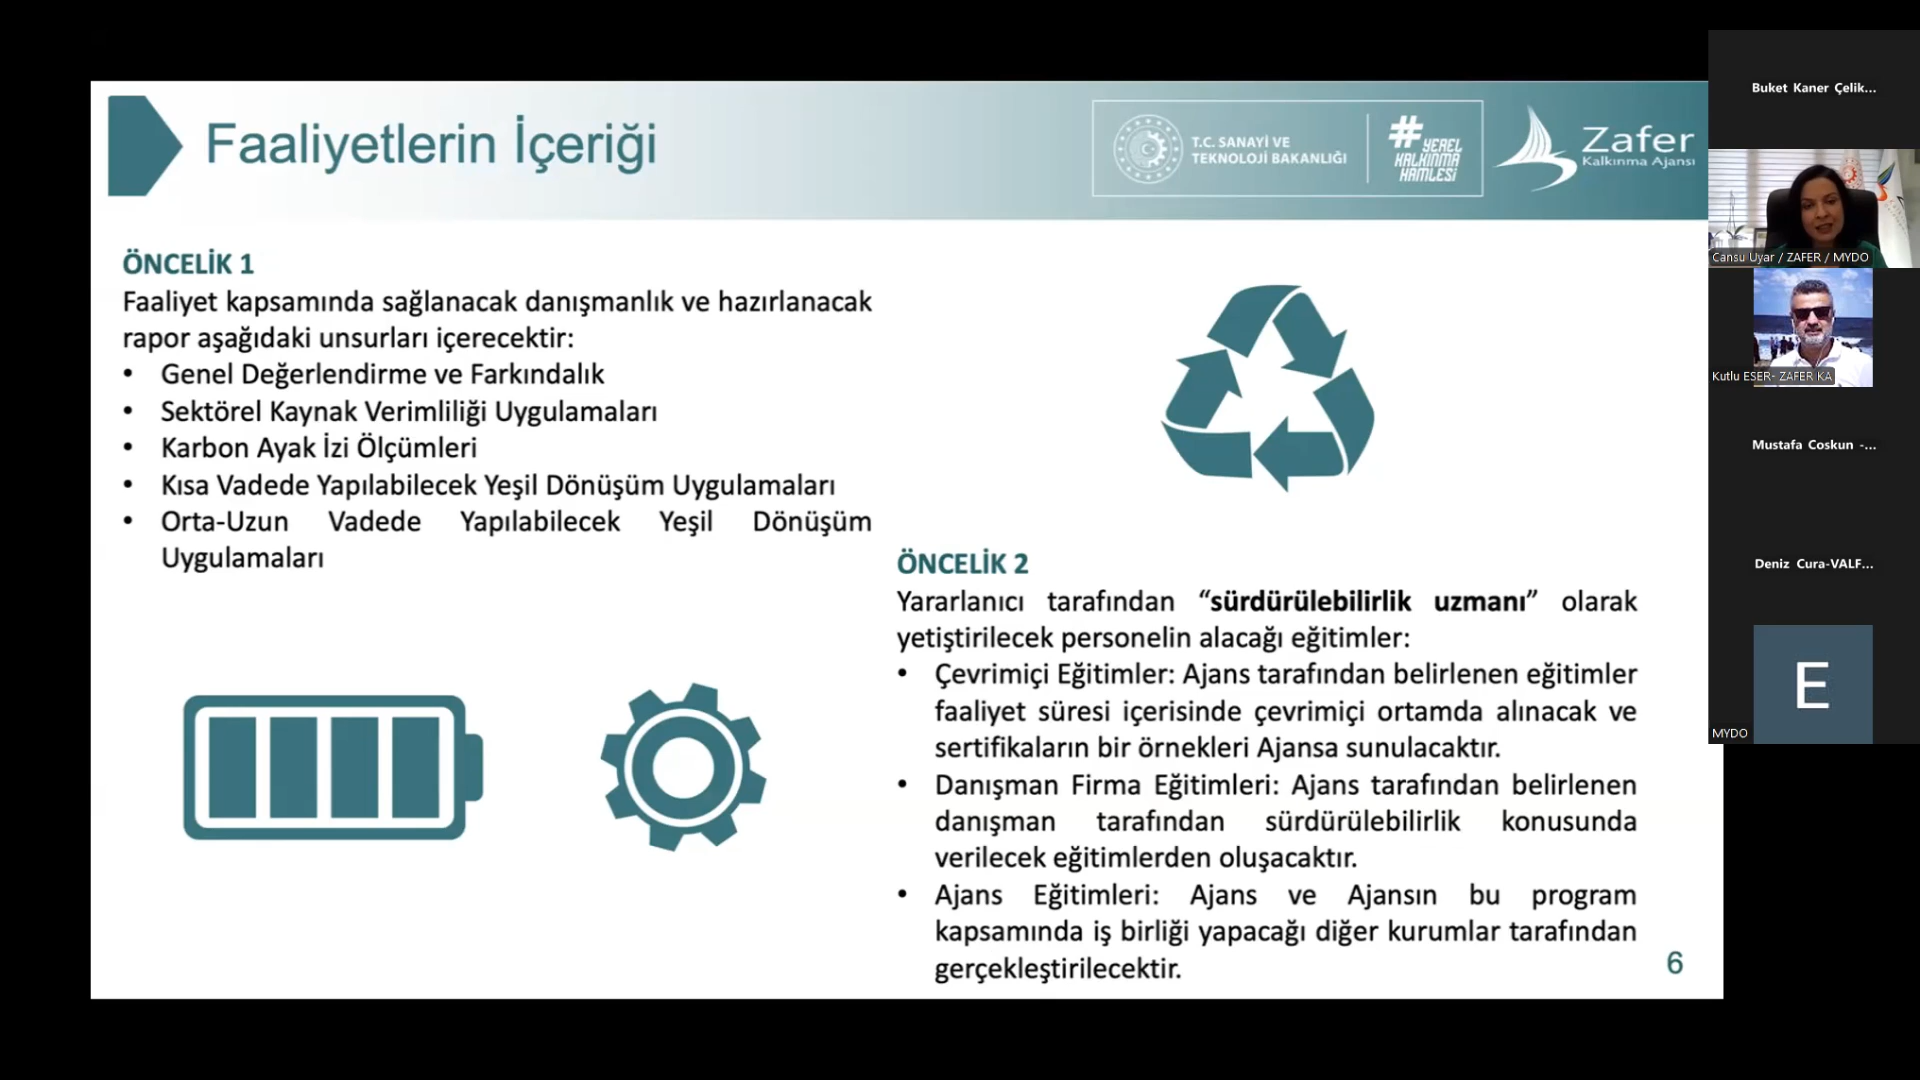 Faaliyetlerin İçeriği
T.C. SANAYİ VE
TEKNOLOJİ BAKANLIĞI
#YEREL
KALKINMA
HAMLESİ
Zafer
Kalkınma Ajansı
ÖNCELİK 1
Faaliyet kapsamında sağlanacak danışmanlık ve hazırlanacak
rapor aşağıdaki unsurları içerecektir:
• Genel Değerlendirme ve Farkındalık
• Sektörel Kaynak Verimliliği Uygulamaları
• Karbon Ayak İzi Ölçümleri
• Kısa Vadede Yapılabilecek Yeşil Dönüşüm Uygulamaları
• Orta-Uzun Vadede Yapılabilecek Yeşil Dönüşüm
Uygulamaları
ÖNCELİK 2
Yararlanıcı tarafından “sürdürülebilirlik uzmanı” olarak
yetiştirilecek personelin alacağı eğitimler:
• Çevrimiçi Eğitimler: Ajans tarafından belirlenen eğitimler
faaliyet süresi içerisinde çevrimiçi ortamda alınacak ve
sertifikaların bir örnekleri Ajansa sunulacaktır.
• Danışman Firma Eğitimleri: Ajans tarafından belirlenen
danışman tarafından sürdürülebilirlik konusunda
verilecek eğitimlerden oluşacaktır.
• Ajans Eğitimleri: Ajans ve Ajansın bu program
kapsamında iş birliği yapacağı diğer kurumlar tarafından
gerçekleştirilecektir.
6
Buket Kaner Çelik...
Cansu Uyar / ZAFER / MYDO
Kutlu ESER- ZAFER KA
Mustafa Coskun -...
Deniz Cura-VALF...
E
MYDO